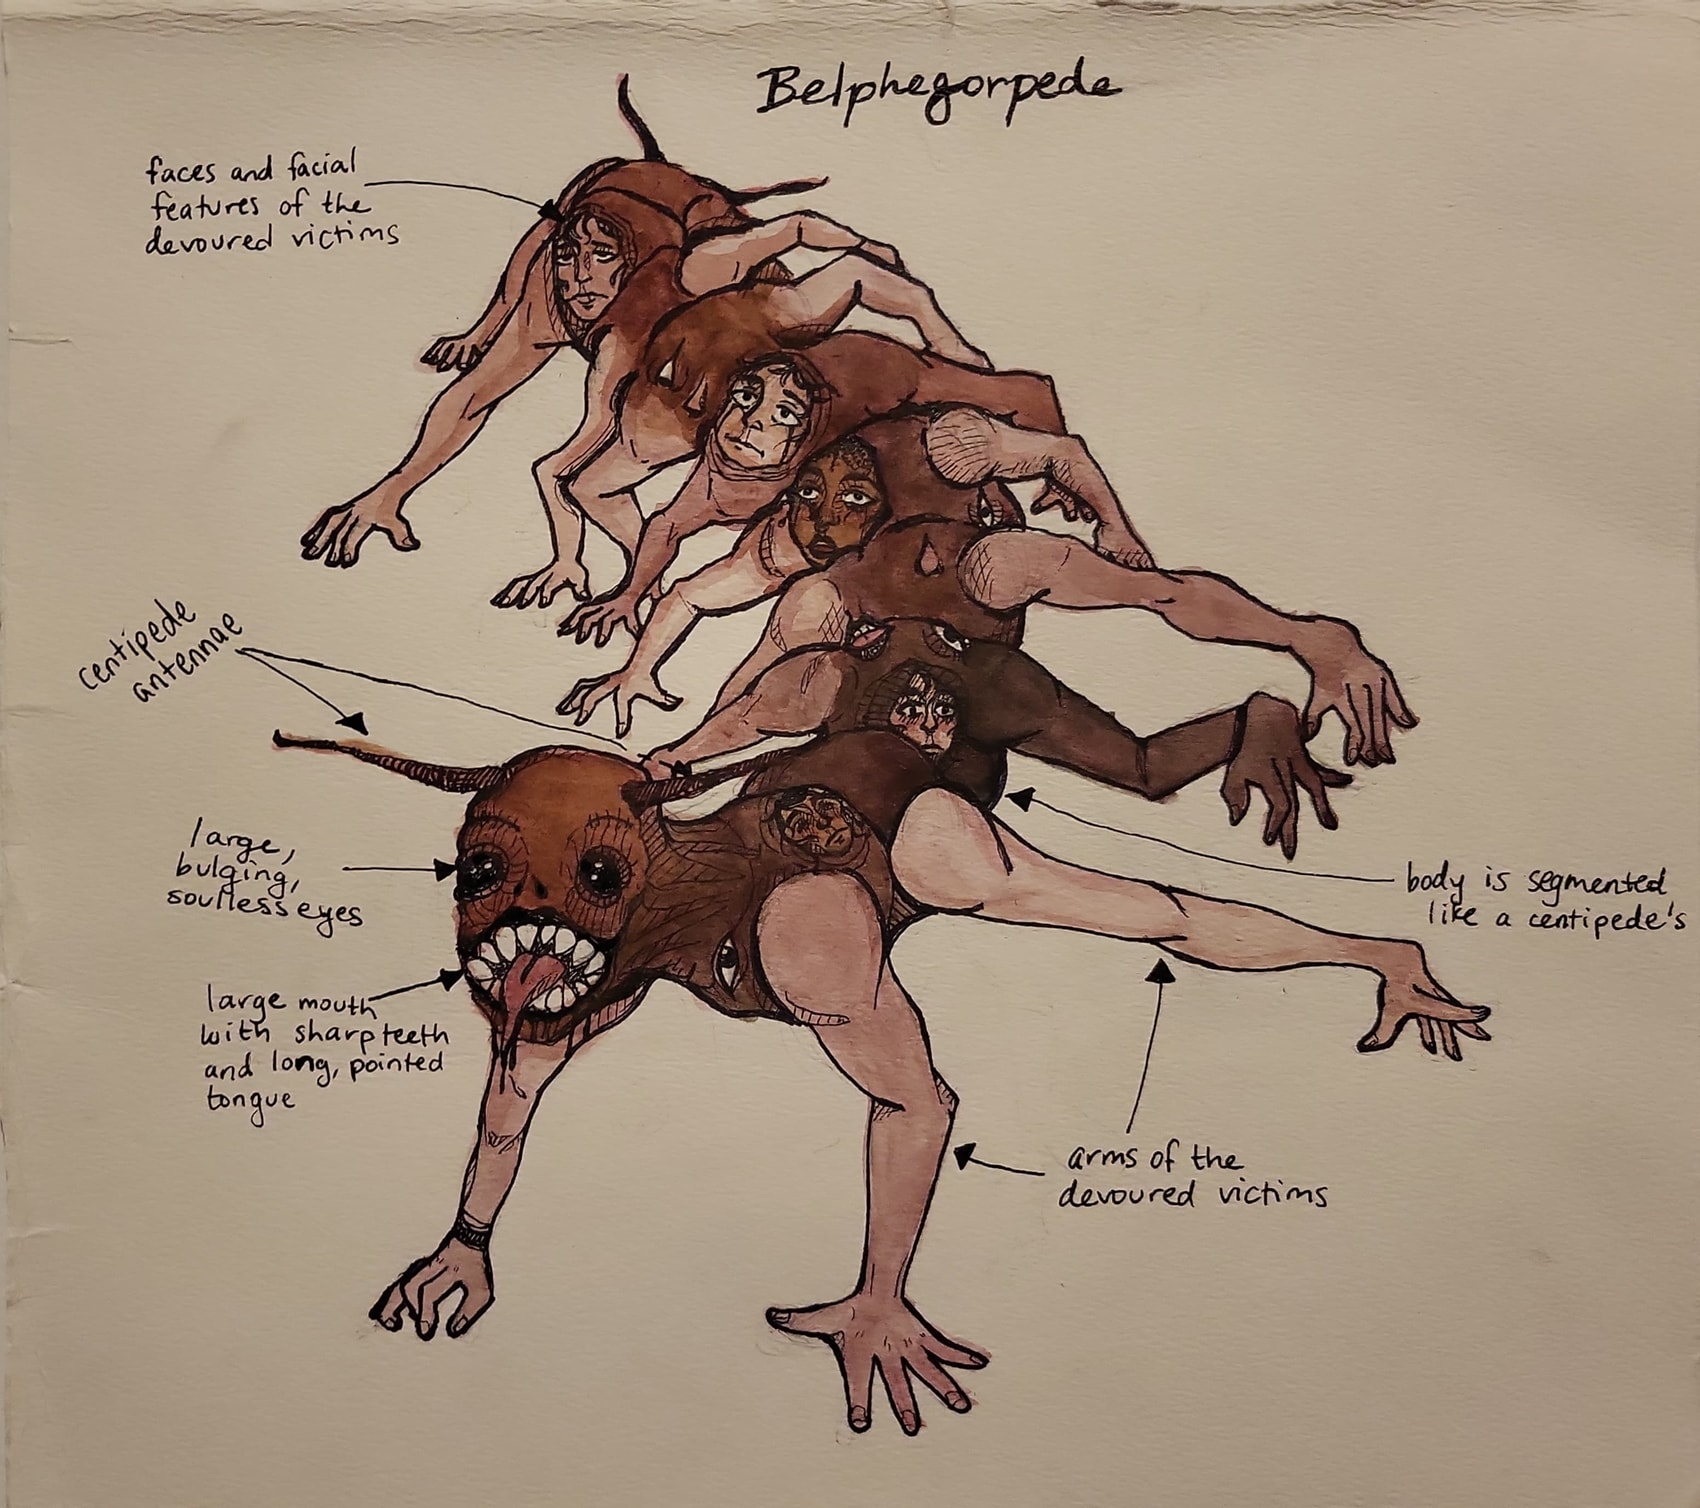 Belphegorpede
faces and facial
features of the
devoured victims
centipede
antennae
large,
bulging,
soulless eyes
large mouth
with sharp teeth
and long, pointed
tongue
body is segmented
like a centipede's
arms of the
devoured victims